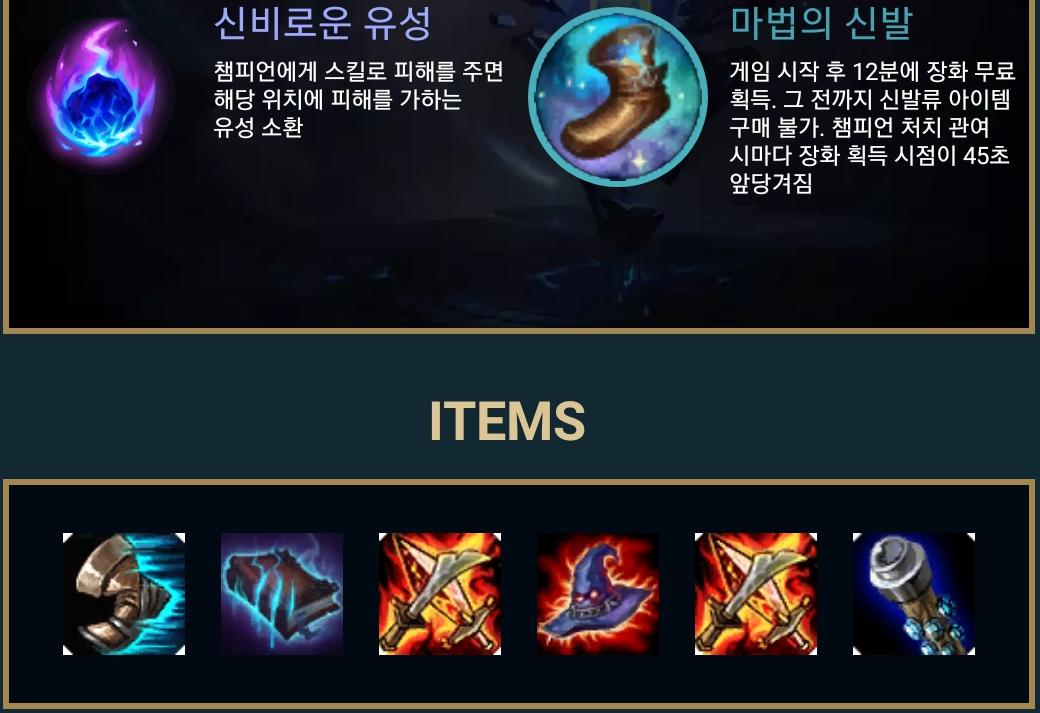 신비로운 유성
챔피언에게 스킬로 피해를 주면
해당 위치에 피해를 가하는
유성 소환
마법의 신발
게임 시작 후 12분에 장화 무료
획득. 그 전까지 신발류 아이템
구매 불가. 챔피언 처치 관여
시마다 장화 획득 시점이 45초
앞당겨짐
ITEMS